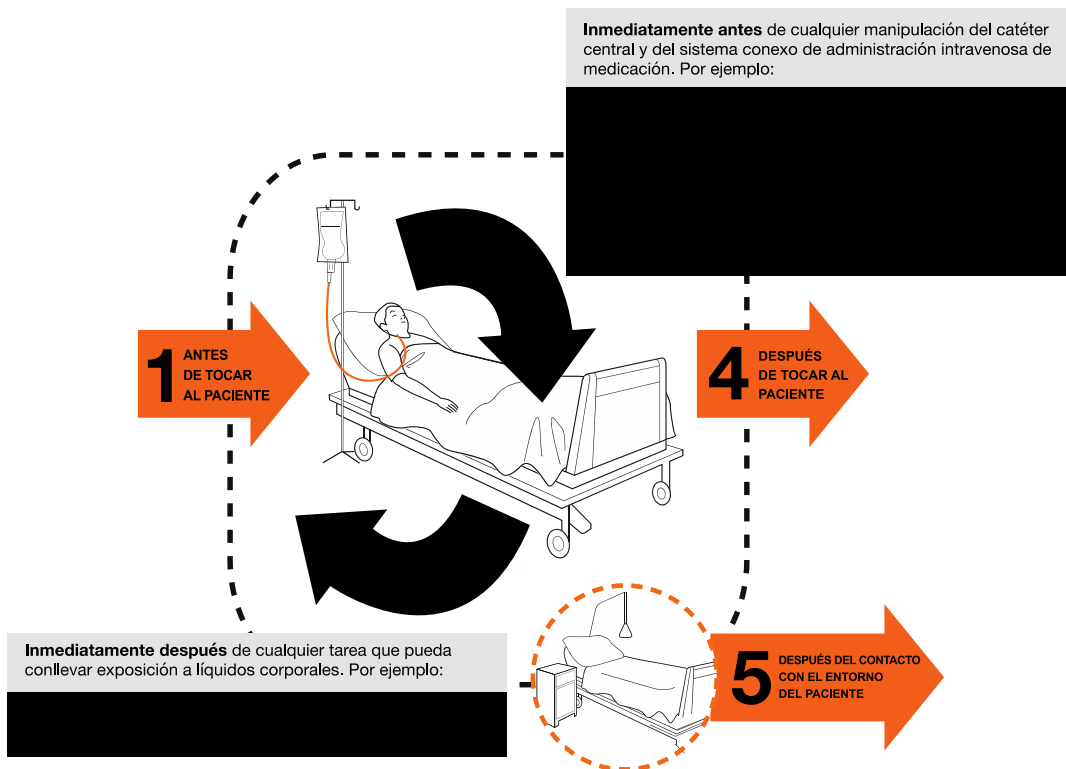 Inmediatamente antes de cualquier manipulación del catéter
central y del sistema conexo de administración intravenosa de
medicación. Por ejemplo:
1 ANTES
DE TOCAR
AL PACIENTE
4 DESPUÉS
DE TOCAR AL
PACIENTE
Inmediatamente después de cualquier tarea que pueda
conllevar exposición a líquidos corporales. Por ejemplo:
5 DESPUÉS DEL CONTACTO
CON EL ENTORNO
DEL PACIENTE